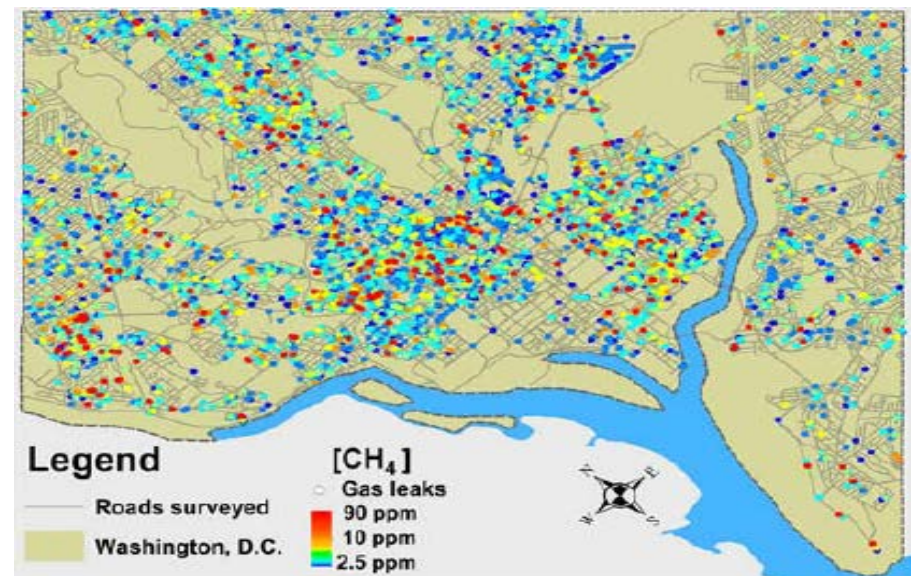 Legend
Roads surveyed
Washington, D.C.
[CH₄]
Gas leaks
90 ppm
10 ppm
2.5 ppm
N
E
W
S